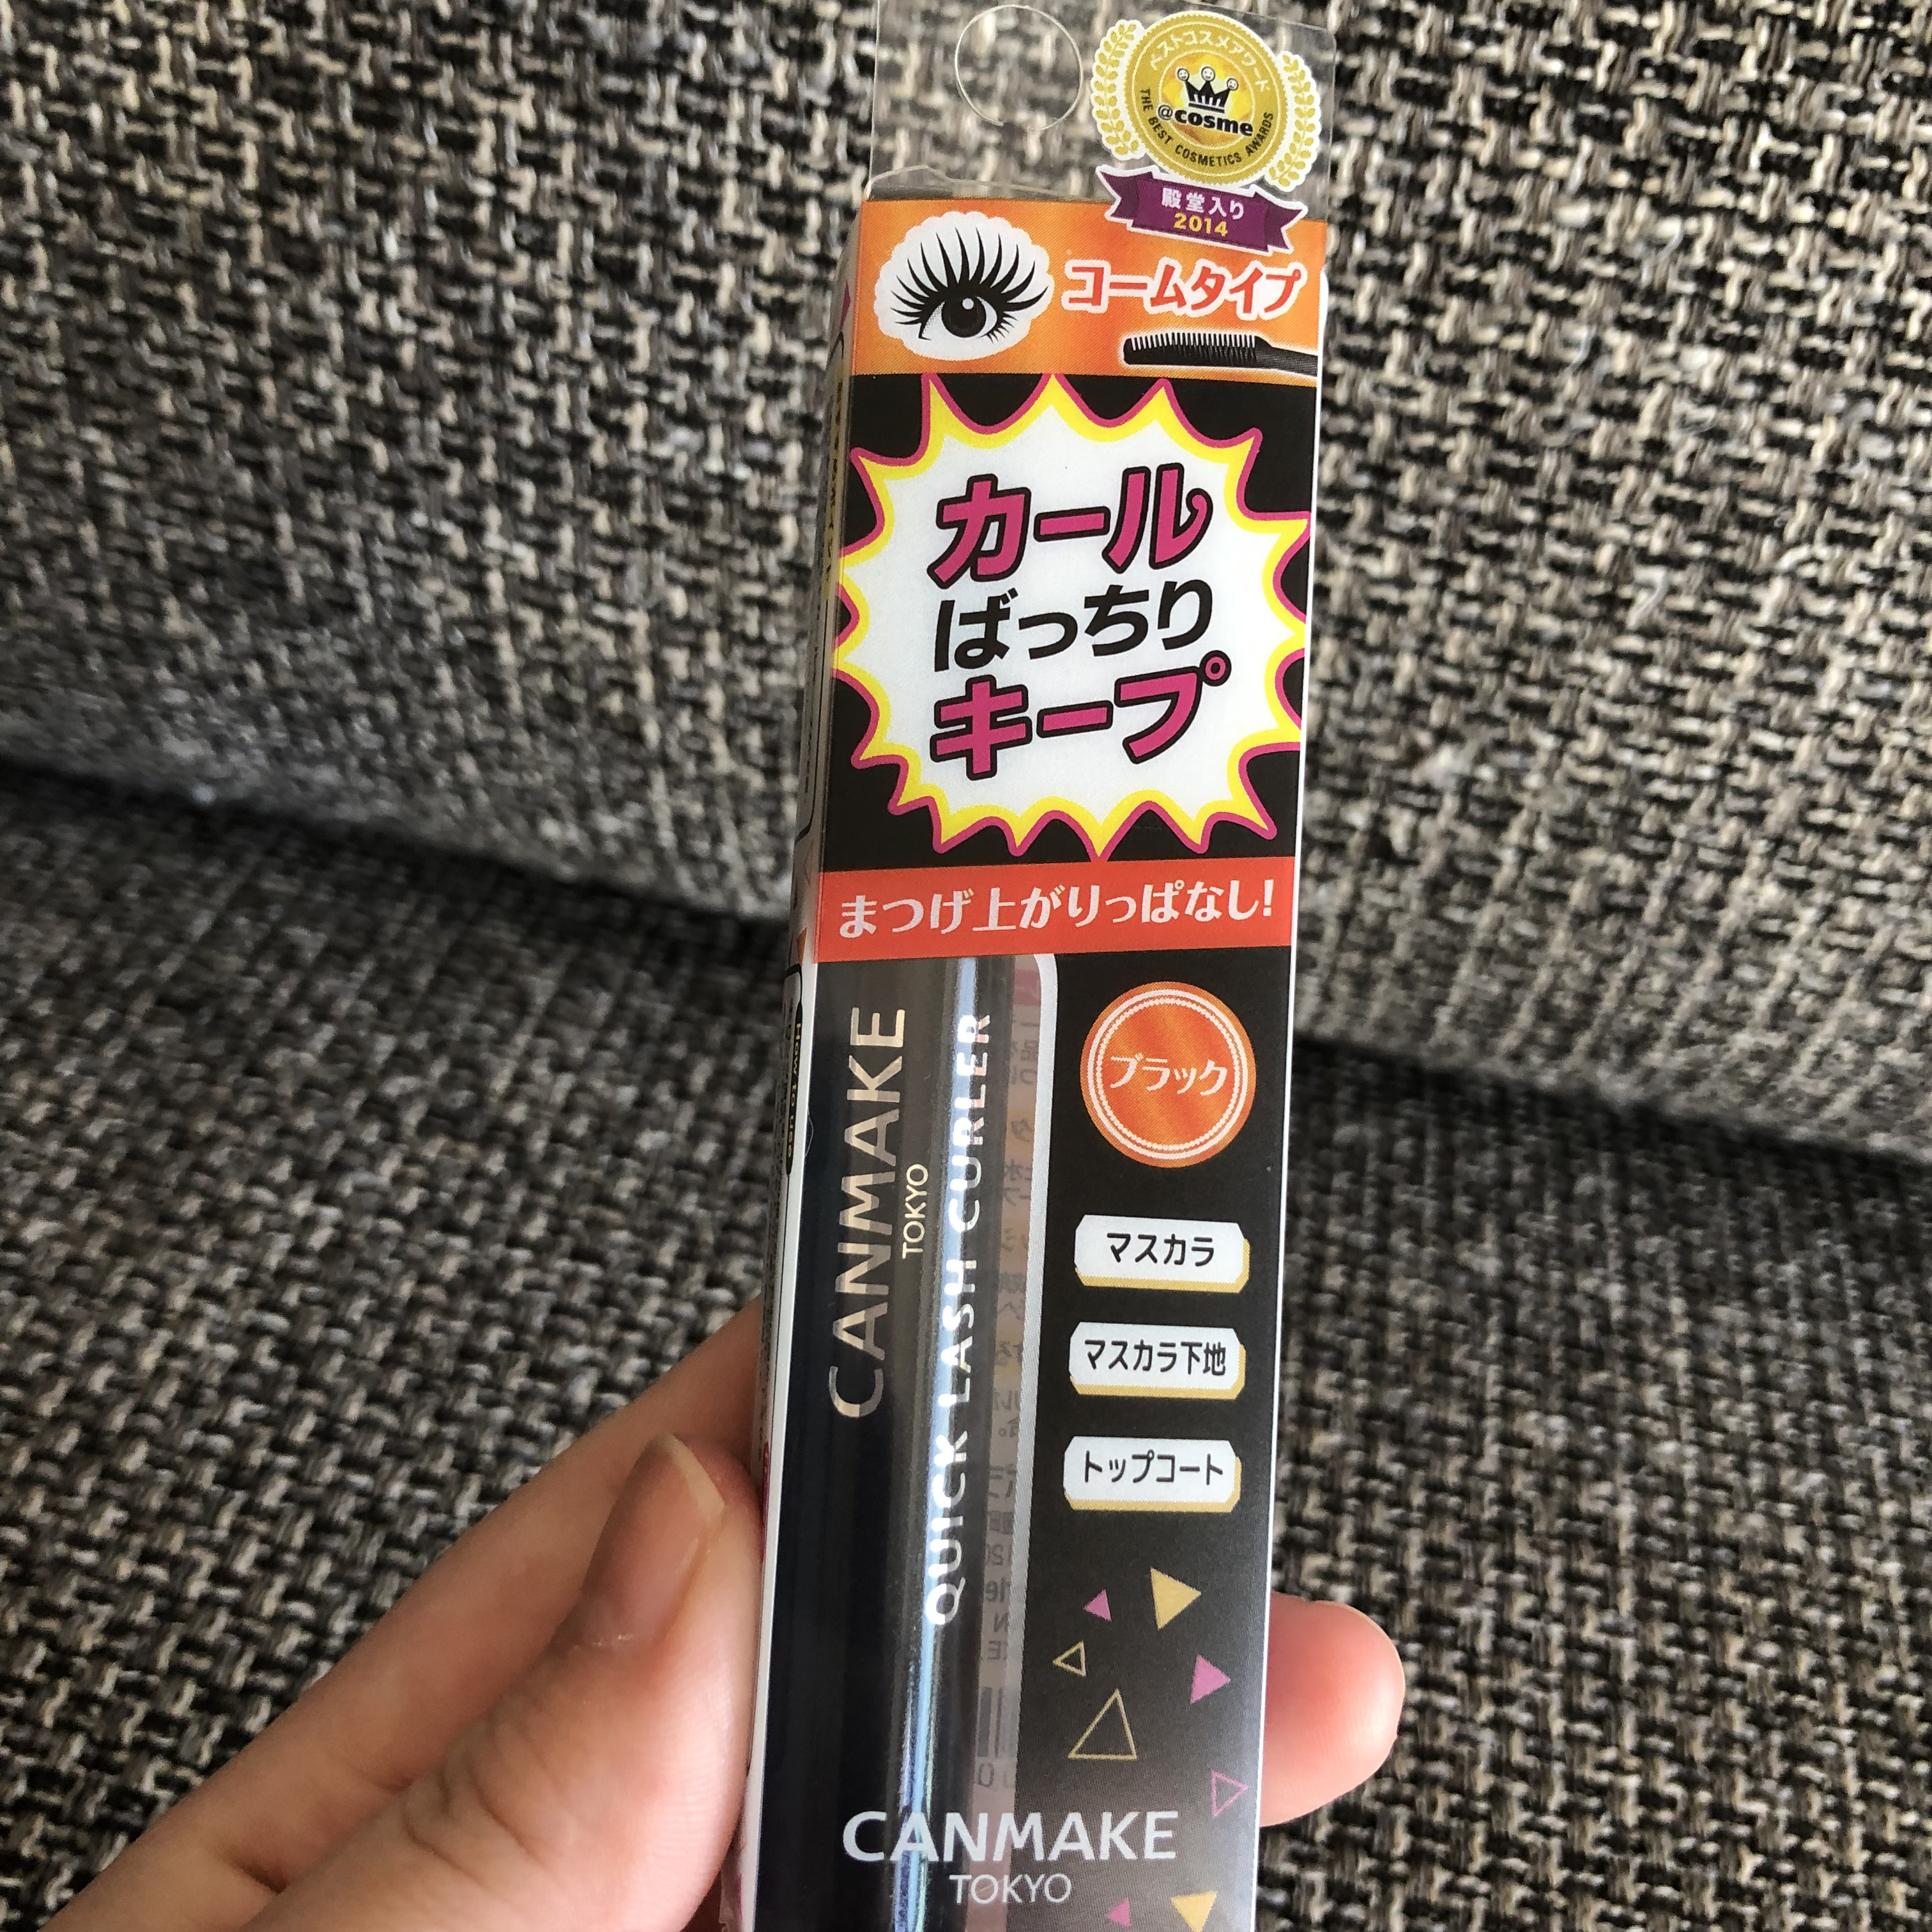 ベストコスメアワード
@cosme
THE BEST COSMETICS AWARDS
殿堂入り
2014
コームタイプ
カール
ばっちり
キープ
まつげ上がりっぱなし!
CANMAKE
TOKYO
QUICK LASH CURLER
ブラック
マスカラ
マスカラ下地
トップコート
CANMAKE
TOKYO
How to use